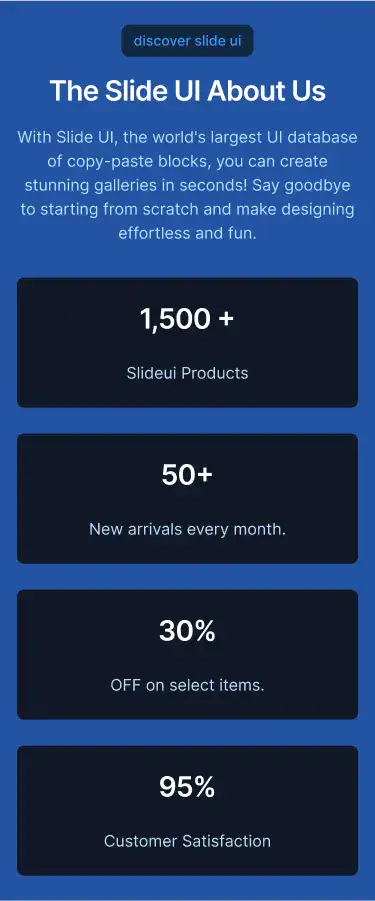 discover slide ui
The Slide UI About Us
With Slide UI, the world's largest UI database
of copy-paste blocks, you can create
stunning galleries in seconds! Say goodbye
to starting from scratch and make designing
effortless and fun.
1,500 +
Slideui Products
50+
New arrivals every month.
30%
OFF on select items.
95%
Customer Satisfaction